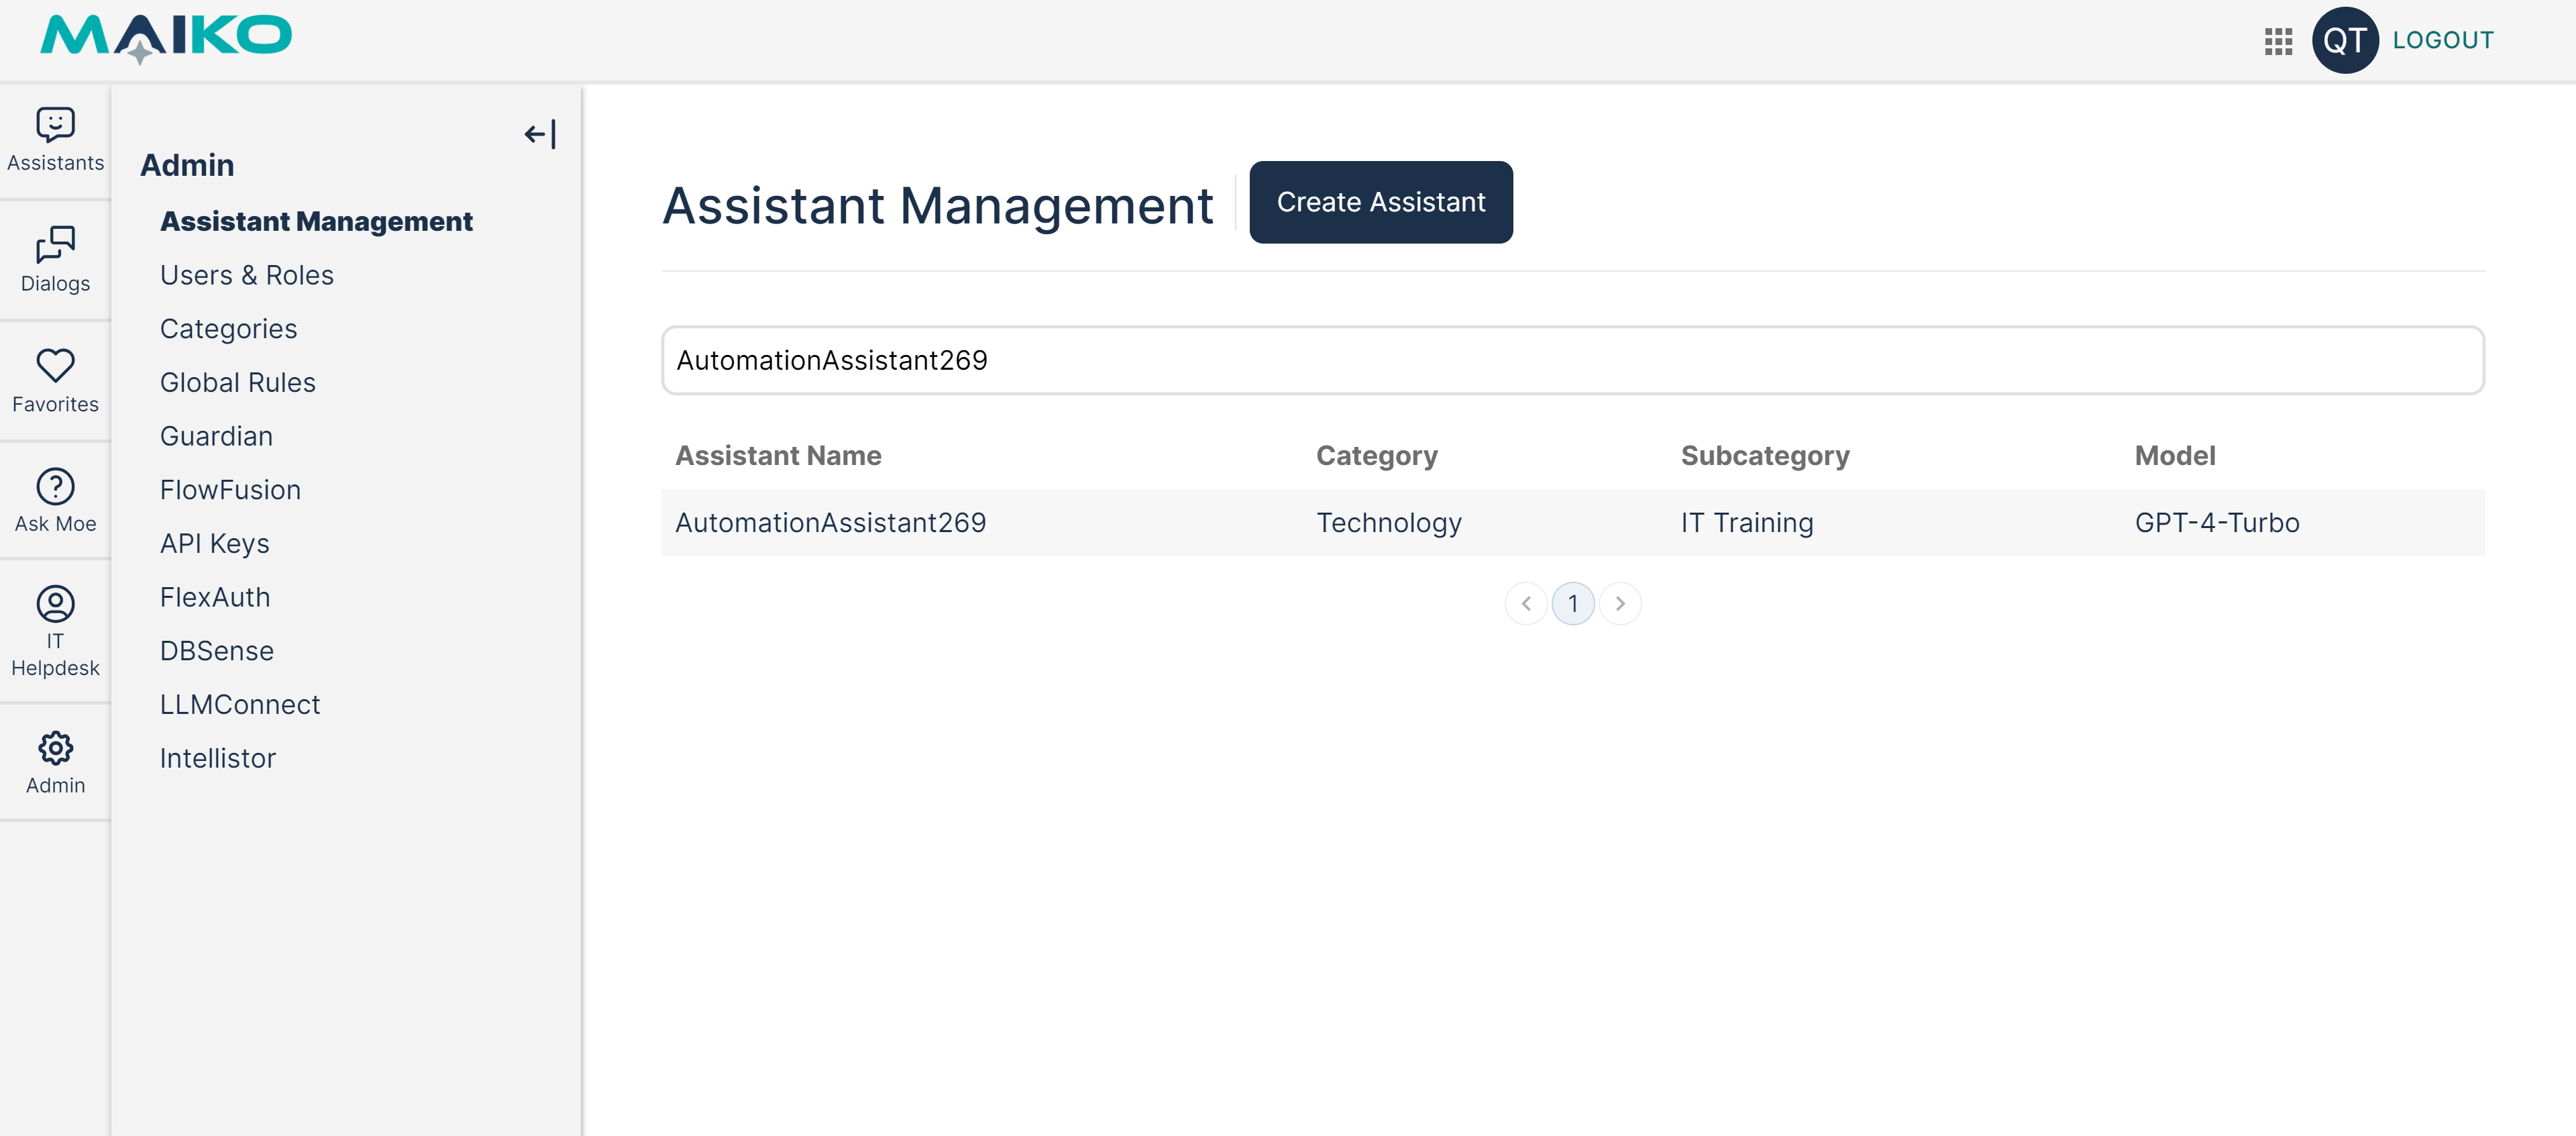 MAIKO
QT LOGOUT
Assistants
Dialogs
Favorites
Ask Moe
IT
Helpdesk
Admin
Admin
Assistant Management
Users & Roles
Categories
Global Rules
Guardian
FlowFusion
API Keys
FlexAuth
DBSense
LLMConnect
Intellistor
Assistant Management
Create Assistant
AutomationAssistant269
Assistant Name Category Subcategory Model
AutomationAssistant269 Technology IT Training GPT-4-Turbo
1